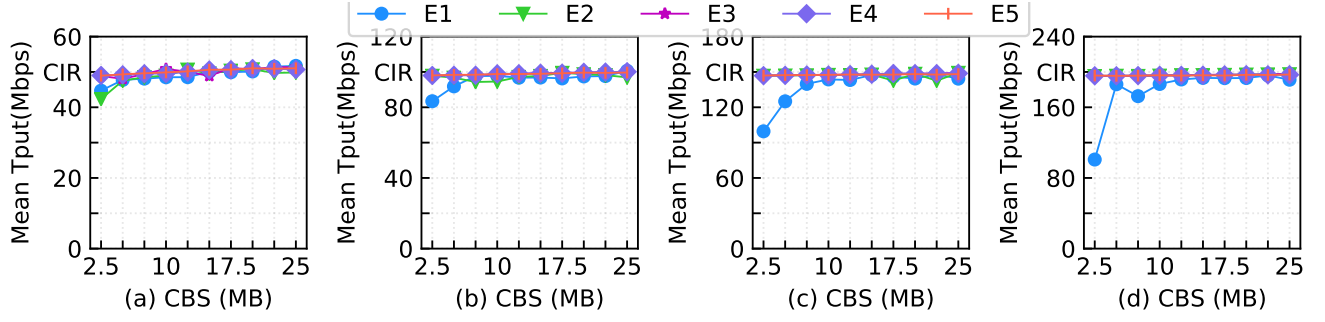 E1 E2 E3 E4 E5
Mean Tput(Mbps)
60
CIR
40
20
0
2.5 10 17.5 25
(a) CBS (MB)
Mean Tput(Mbps)
120
CIR
80
40
0
2.5 10 17.5 25
(b) CBS (MB)
Mean Tput(Mbps)
180
CIR
120
60
0
2.5 10 17.5 25
(c) CBS (MB)
Mean Tput(Mbps)
240
CIR
160
80
0
2.5 10 17.5 25
(d) CBS (MB)